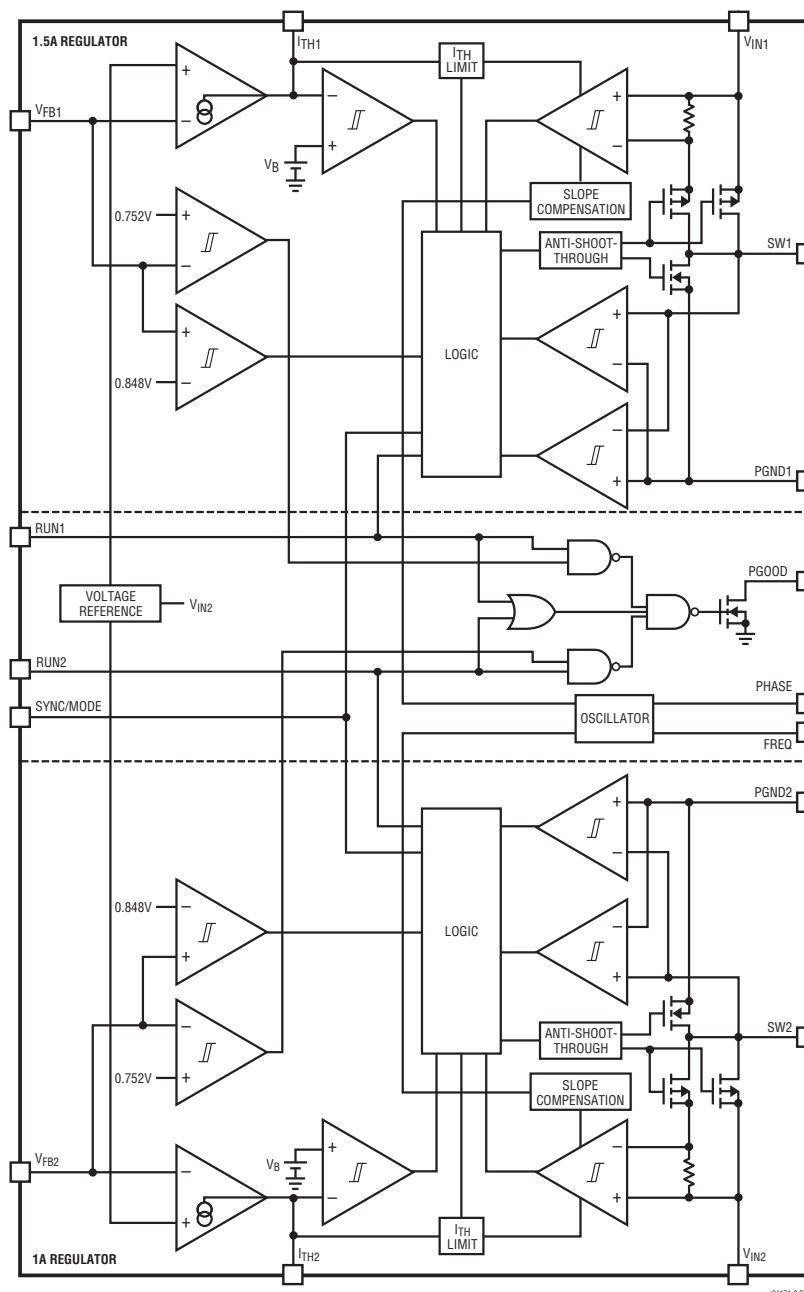 1.5A REGULATOR
ITH1
VIN1
ITH
LIMIT
+
+
VFB1
−
−
−
+
VB
SLOPE
COMPENSATION
0.752V
+
ANTI-SHOOT-
THROUGH
SW1
−
+
+
LOGIC
−
0.848V
−
−
+
PGND1
RUN1
PGOOD
VOLTAGE
REFERENCE
VIN2
RUN2
PHASE
SYNC/MODE
OSCILLATOR
FREQ
PGND2
+
−
0.848V
−
LOGIC
−
+
+
−
ANTI-SHOOT-
THROUGH
SW2
0.752V
+
SLOPE
COMPENSATION
VFB2
−
VB
+
−
−
+
+
ITH
LIMIT
1A REGULATOR
ITH2
VIN2